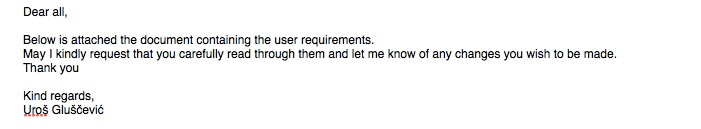 Dear all,
Below is attached the document containing the user requirements.
May I kindly request that you carefully read through them and let me know of any changes you wish to be made.
Thank you
Kind regards,
Uroš Gluščević